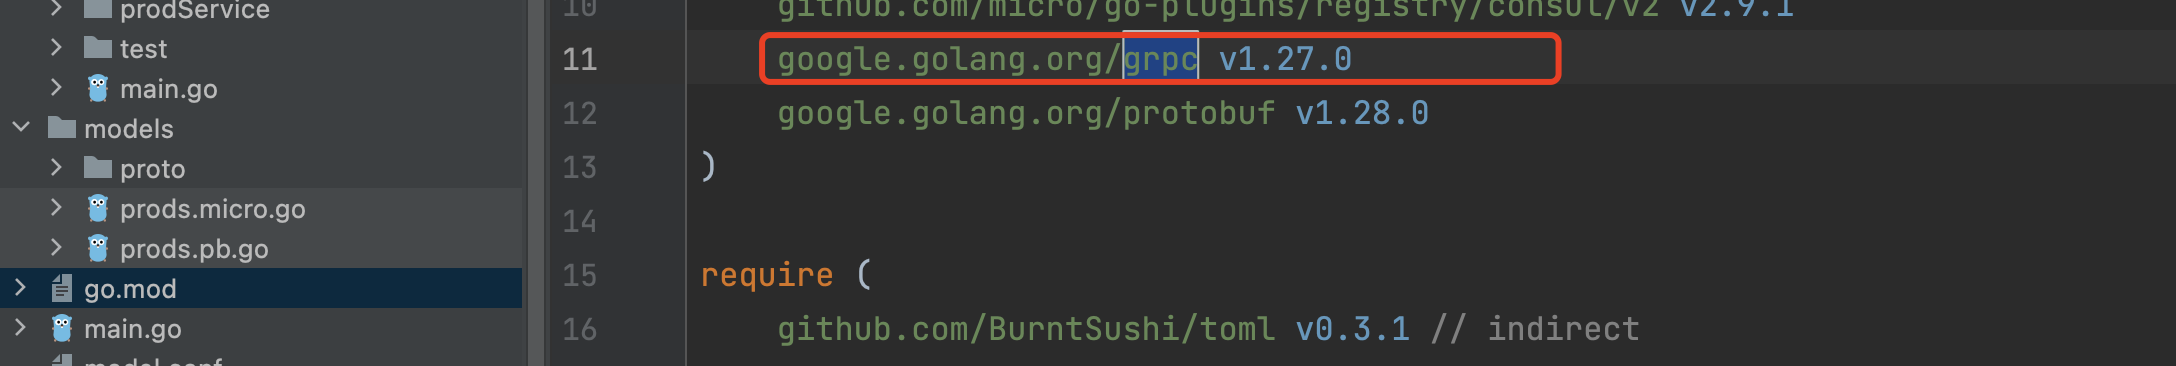 prodService
test
main.go
models
proto
prods.micro.go
prods.pb.go
go.mod
main.go
model.conf
10 github.com/micro/go-plugins/registry/consul/v2 v2.9.1
11 google.golang.org/grpc v1.27.0
12 google.golang.org/protobuf v1.28.0
13 )
14
15 require (
16 github.com/BurntSushi/toml v0.3.1 // indirect